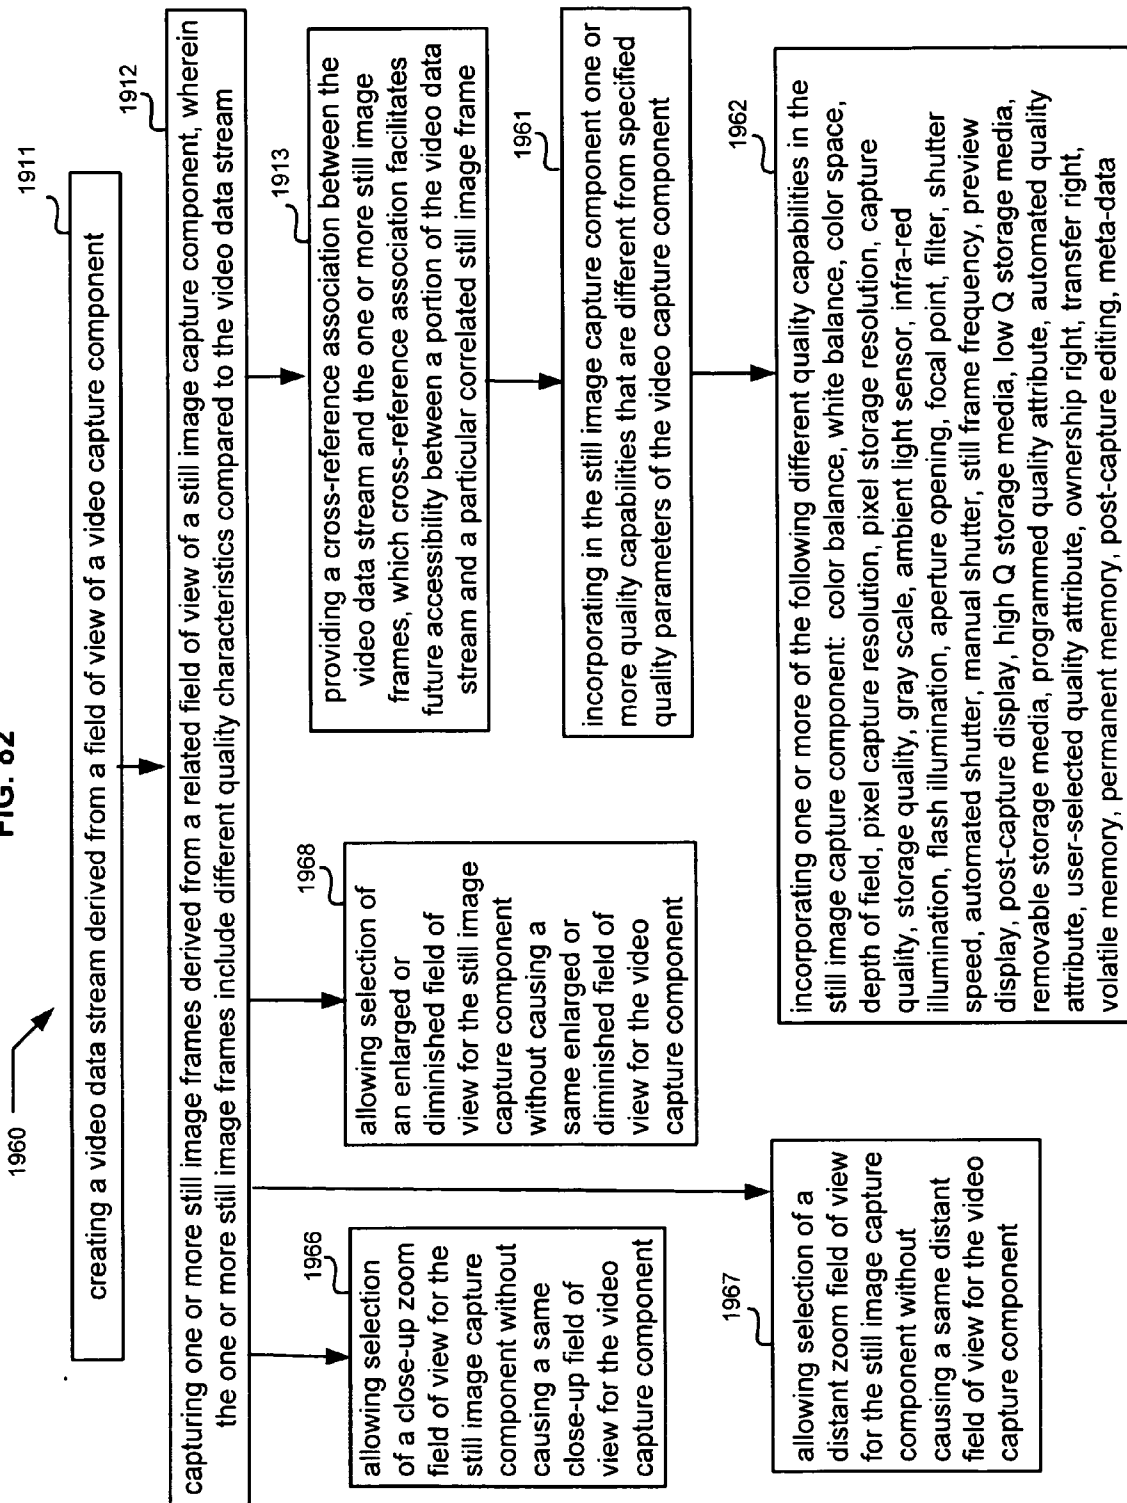 FIG. 82
1960
1911
creating a video data stream derived from a field of view of a video capture component
1912
capturing one or more still image frames derived from a related field of view of a still image capture component, wherein
the one or more still image frames include different quality characteristics compared to the video data stream
1966
allowing selection
of a close-up zoom
field of view for the
still image capture
component without
causing a same
close-up field of
view for the video
capture component
1967
allowing selection of a
distant zoom field of view
for the still image capture
component without
causing a same distant
field of view for the video
capture component
1968
allowing selection of
an enlarged or
diminished field of
view for the still image
capture component
without causing a
same enlarged or
diminished field of
view for the video
capture component
1913
providing a cross-reference association between the
video data stream and the one or more still image
frames, which cross-reference association facilitates
future accessibility between a portion of the video data
stream and a particular correlated still image frame
1961
incorporating in the still image capture component one or
more quality capabilities that are different from specified
quality parameters of the video capture component
1962
incorporating one or more of the following different quality capabilities in the
still image capture component: color balance, white balance, color space,
depth of field, pixel capture resolution, pixel storage resolution, capture
quality, storage quality, gray scale, ambient light sensor, infra-red
illumination, flash illumination, aperture opening, focal point, filter, shutter
speed, automated shutter, manual shutter, still frame frequency, preview
display, post-capture display, high Q storage media, low Q storage media,
removable storage media, programmed quality attribute, automated quality
attribute, user-selected quality attribute, ownership right, transfer right,
volatile memory, permanent memory, post-capture editing, meta-data